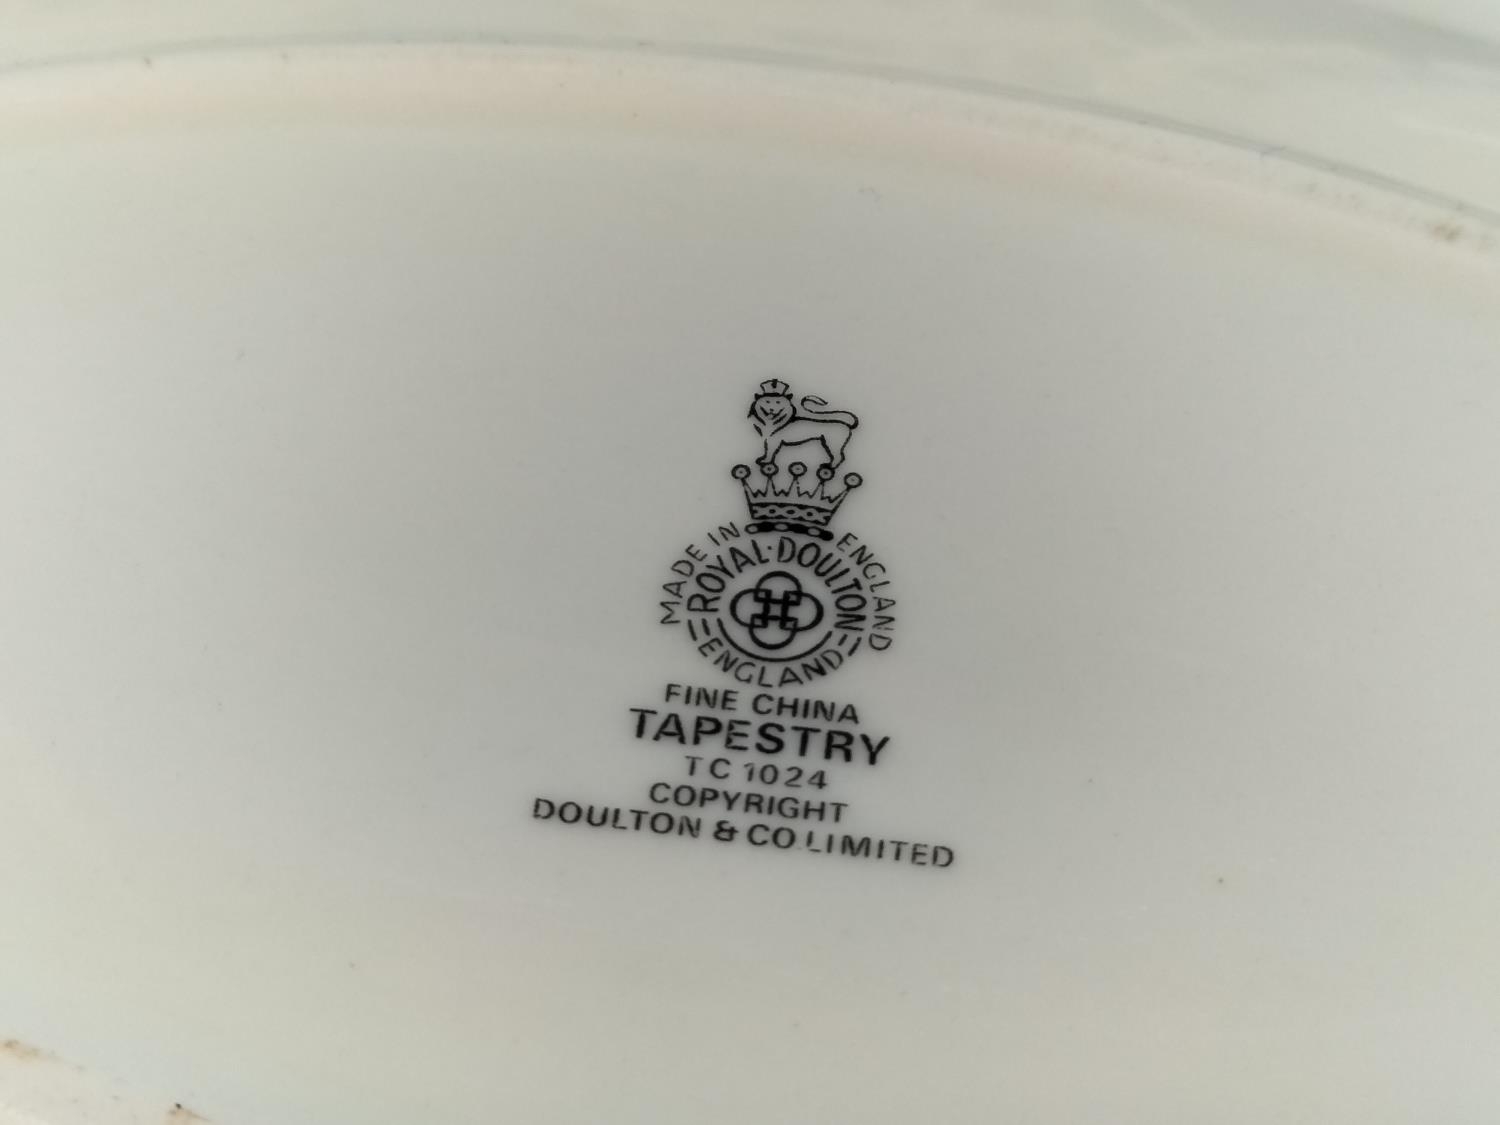 MADE IN ENGLAND
ROYAL·DOULTON
ENGLAND
FINE CHINA
TAPESTRY
TC 1024
COPYRIGHT
DOULTON & CO.LIMITED